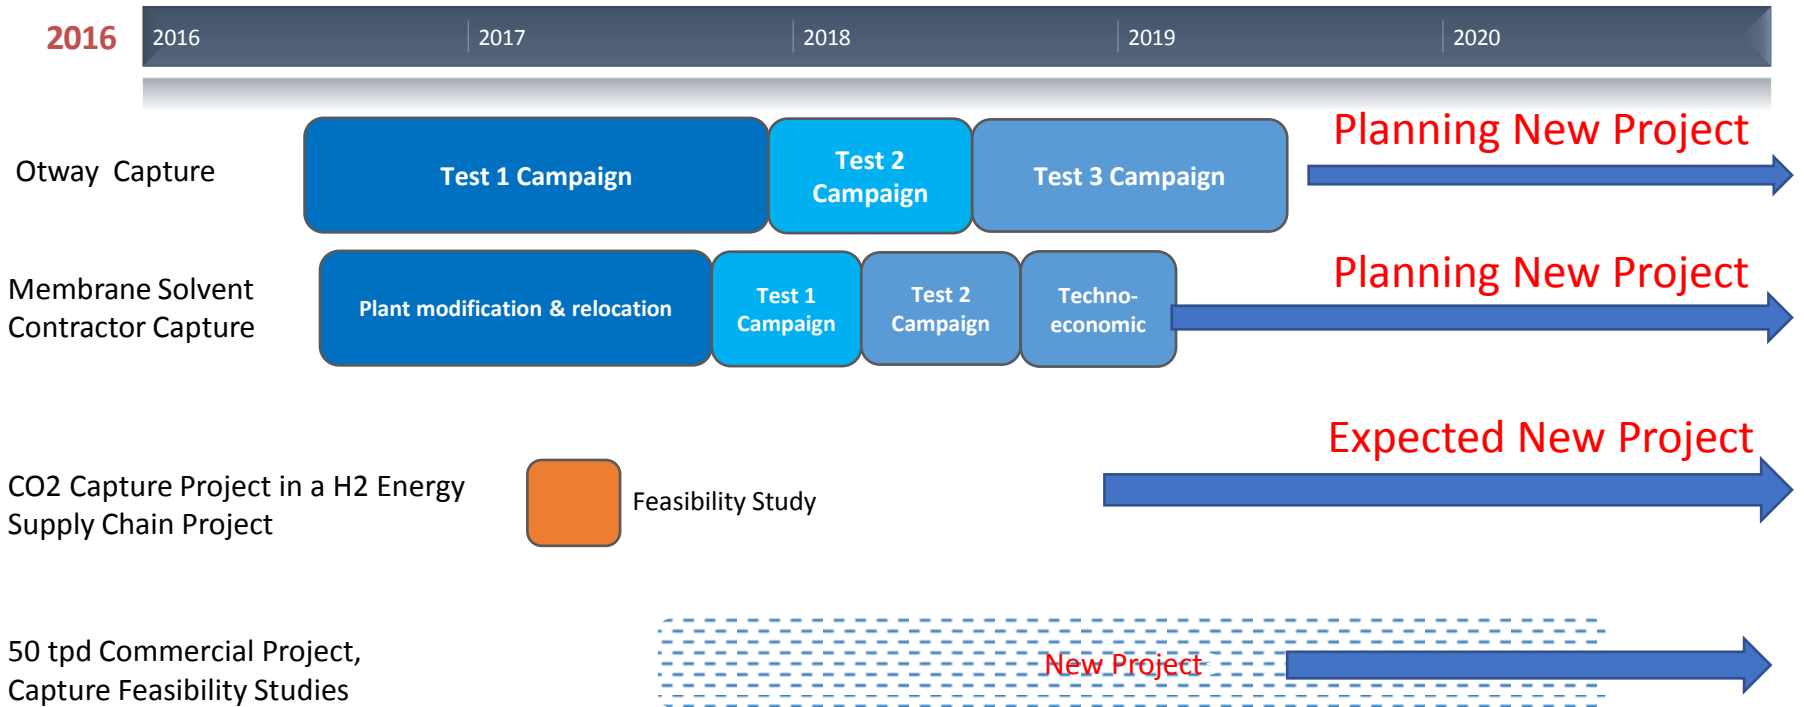 2016
2016 2017 2018 2019 2020
Planning New Project
Otway Capture
Test 1 Campaign
Test 2
Campaign
Test 3 Campaign
Planning New Project
Membrane Solvent
Contractor Capture
Plant modification & relocation
Test 1
Campaign
Test 2
Campaign
Techno-
economic
Expected New Project
CO2 Capture Project in a H2 Energy
Supply Chain Project
Feasibility Study
50 tpd Commercial Project,
Capture Feasibility Studies
New Project